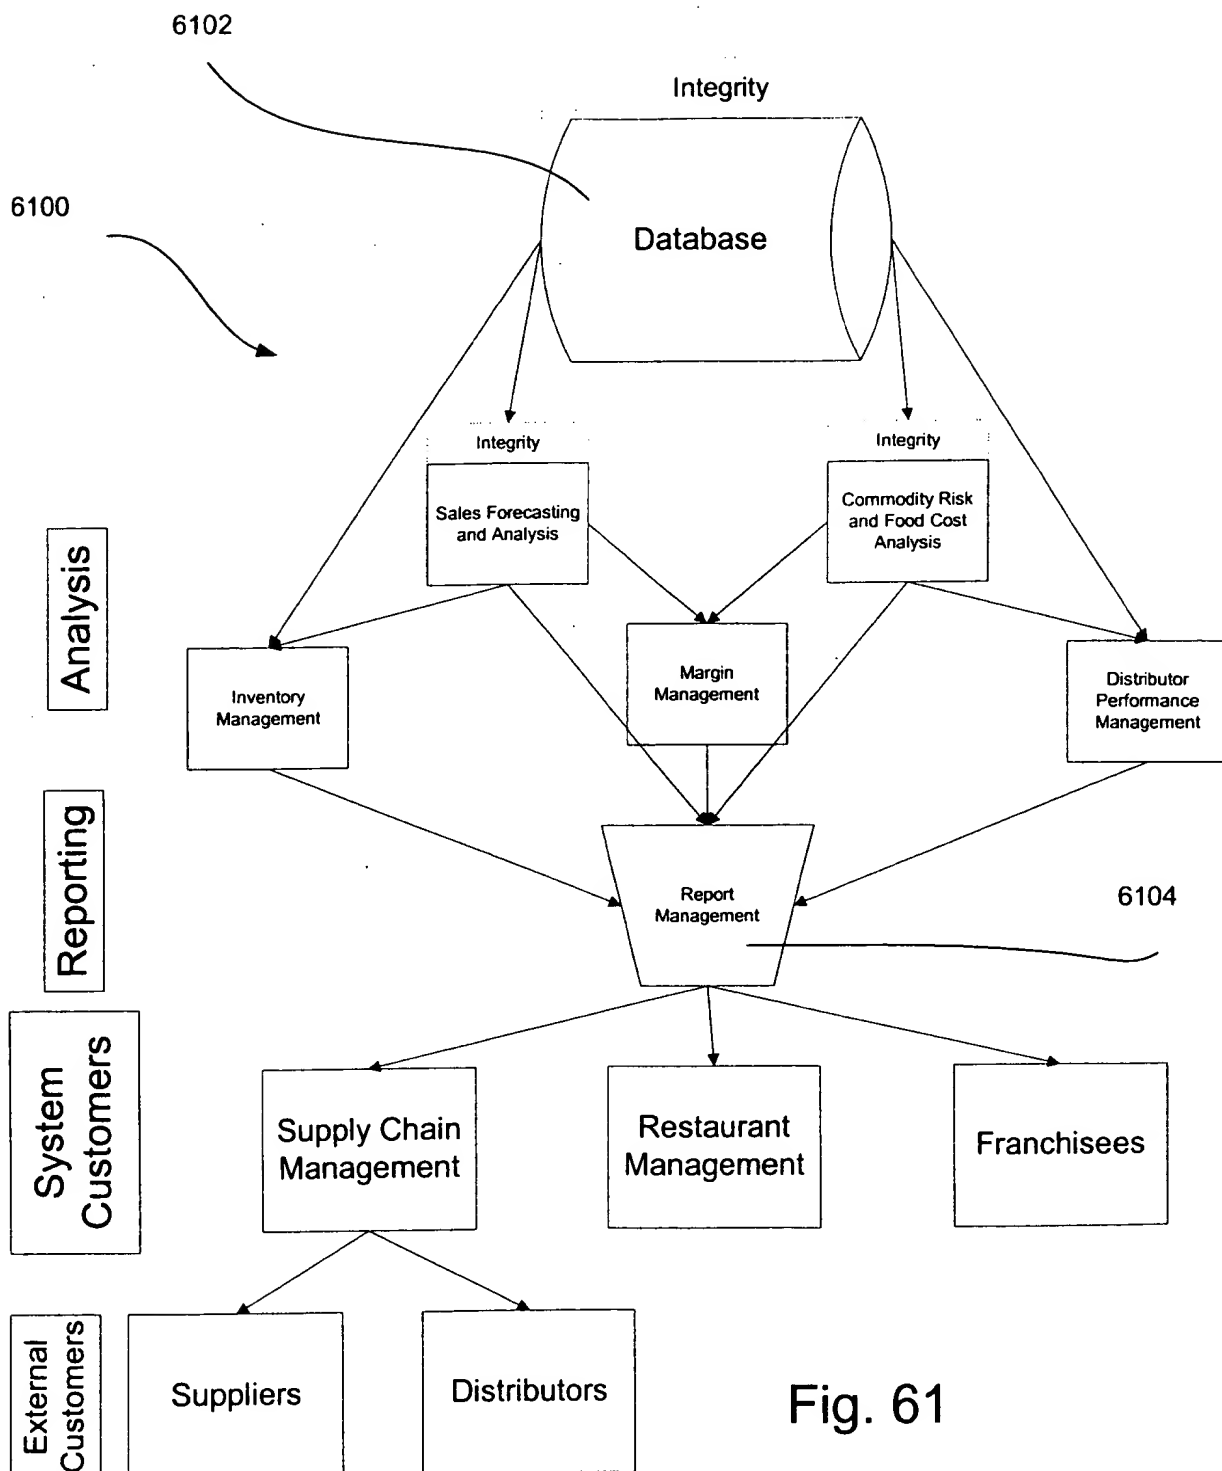 6102
Integrity
6100
Database
Integrity
Integrity
Sales Forecasting
and Analysis
Commodity Risk
and Food Cost
Analysis
Analysis
Inventory
Management
Margin
Management
Distributor
Performance
Management
Reporting
Report
Management
6104
System
Customers
Supply Chain
Management
Restaurant
Management
Franchisees
External
Customers
Suppliers
Distributors
Fig. 61